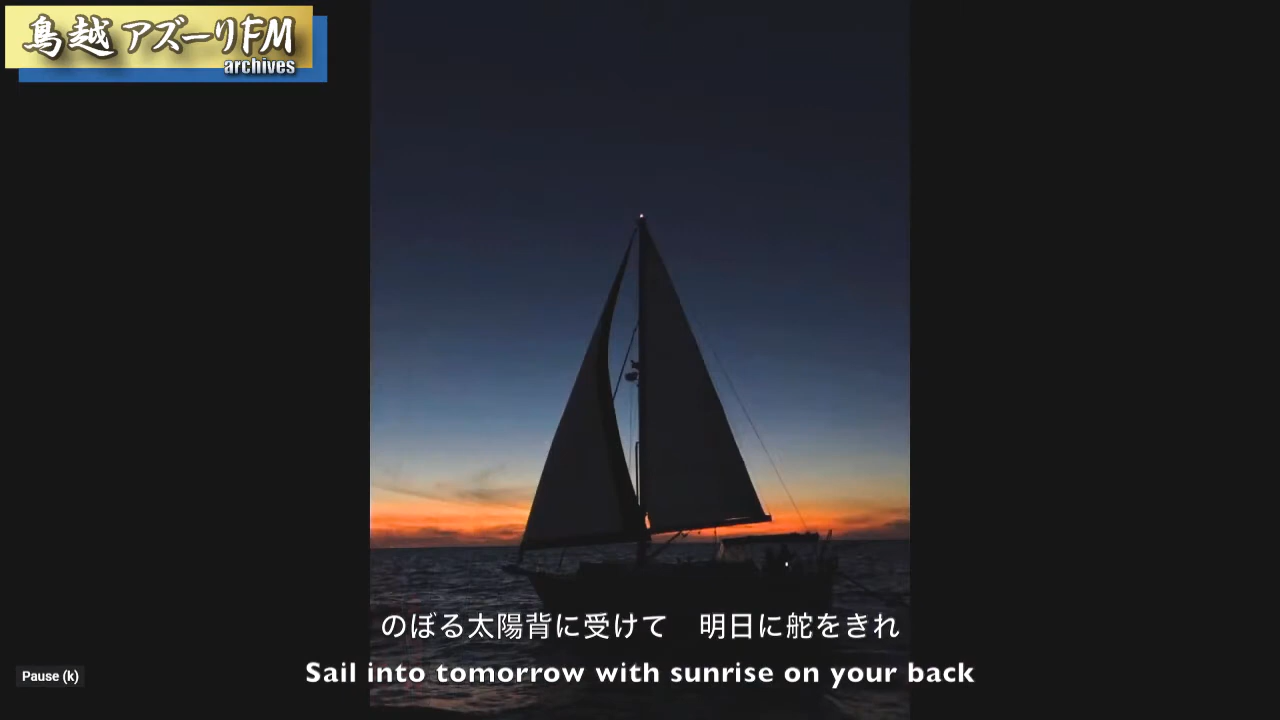 鳥越アズーリFM
archives
のぼる太陽背に受けて　明日に舵をきれ
Sail into tomorrow with sunrise on your back
Pause (k)